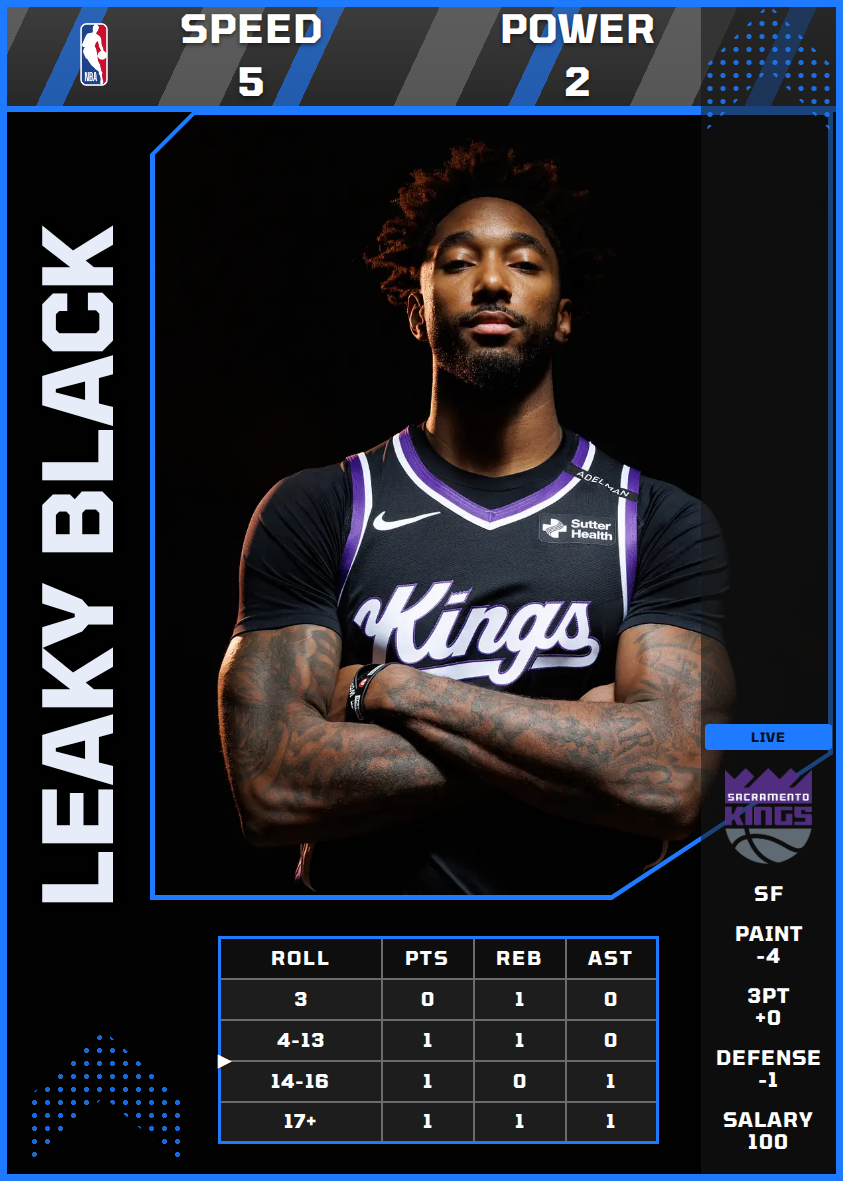 SPEED
5
POWER
2
NBA
LEAKY BLACK
ADELMAN
Sutter
Health
Kings
LIVE
SACRAMENTO
KINGS
SF
PAINT
-4
3PT
+0
DEFENSE
-1
SALARY
100
ROLL PTS REB AST
3 0 1 0
4-13 1 1 0
14-16 1 0 1
17+ 1 1 1